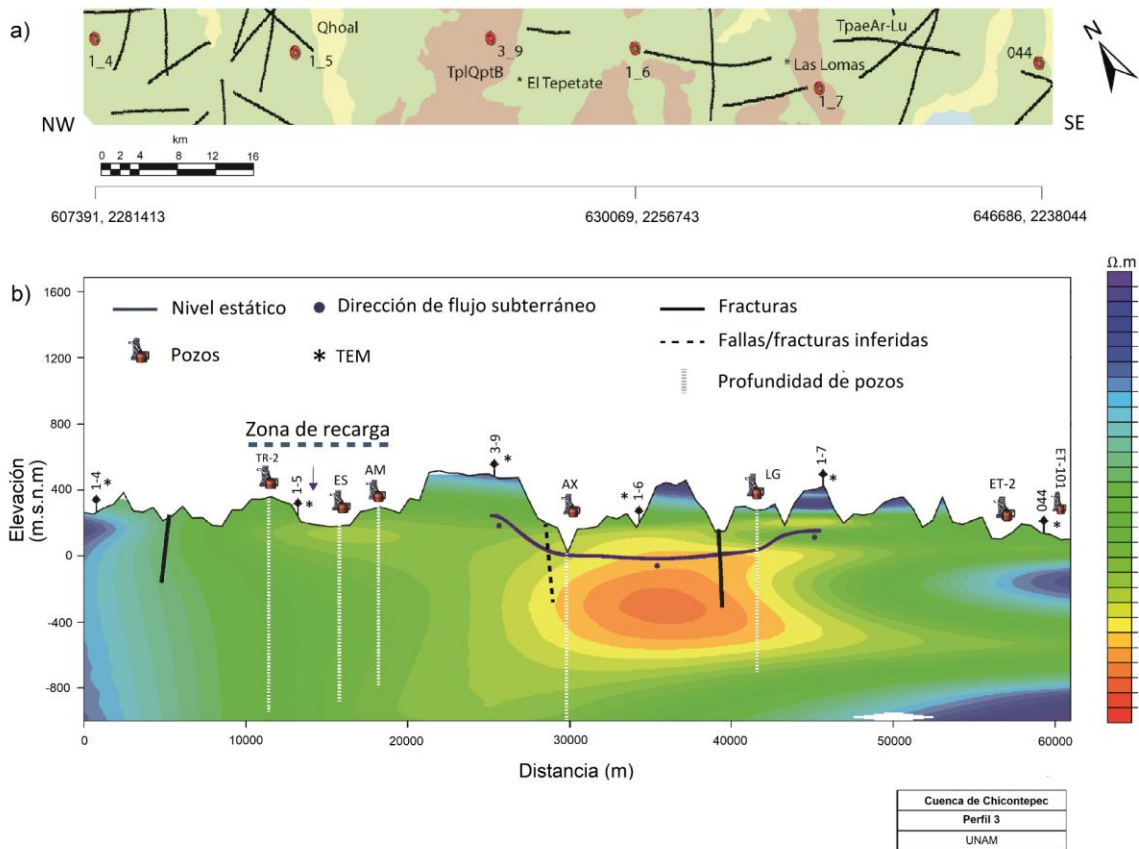 a)
Qhoal
TpaeAr-Lu
N
1_4
1_5
3_9
TplQptB
* El Tepetate
1_6
* Las Lomas
1_7
044
NW
SE
km
0 2 4 8 12 16
607391, 2281413
630069, 2256743
646686, 2238044
Ω.m
b)
1600
1200
800
400
0
-400
-800
Elevación
(m.s.n.m)
Nivel estático
Dirección de flujo subterráneo
Fracturas
Pozos
* TEM
Fallas/fracturas inferidas
Profundidad de pozos
Zona de recarga
1-4 *
TR-2
1-5 *
ES
AM
3-9 *
AX
* 1-6
LG
1-7 *
ET-2
044 *
ET-101
0 10000 20000 30000 40000 50000 60000
Distancia (m)
Cuenca de Chicontepec
Perfil 3
UNAM